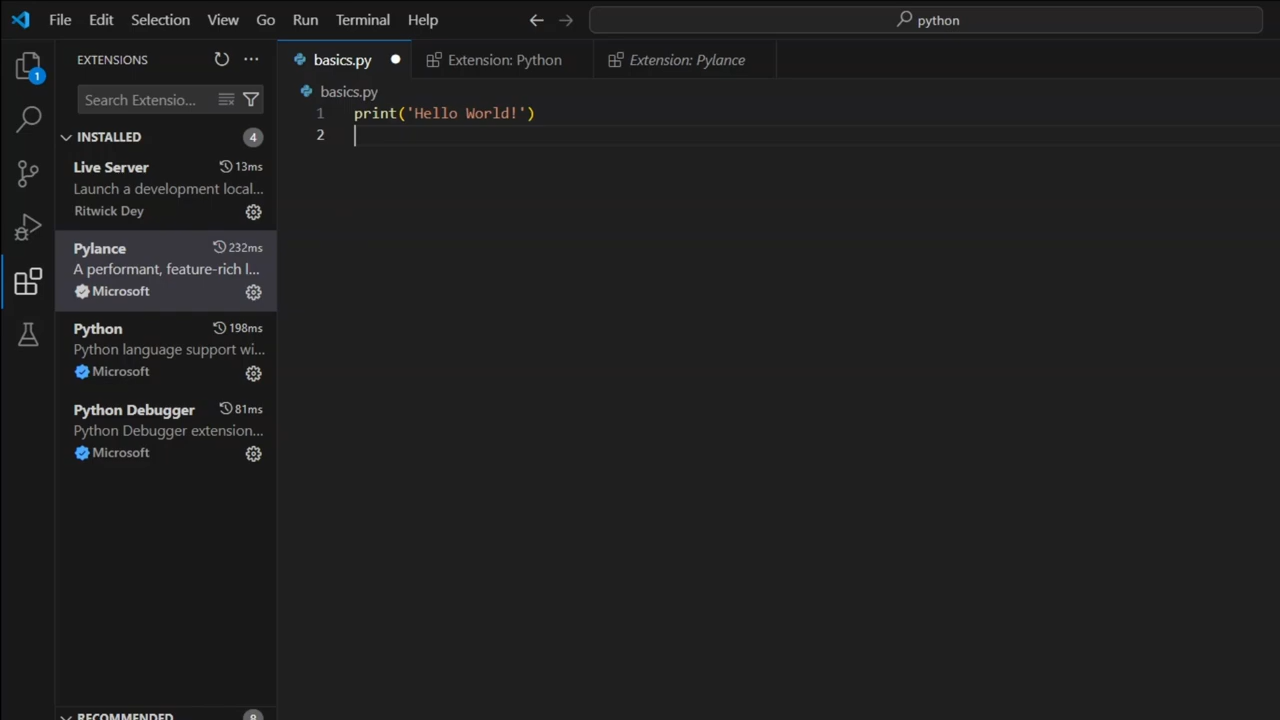 File Edit Selection View Go Run Terminal Help
python
EXTENSIONS
basics.py
Extension: Python
Extension: Pylance
1
Search Extensio...
basics.py
1 print('Hello World!')
2
INSTALLED 4
Live Server 13ms
Launch a development local...
Ritwick Dey
Pylance 232ms
A performant, feature-rich l...
Microsoft
Python 198ms
Python language support wi...
Microsoft
Python Debugger 81ms
Python Debugger extension...
Microsoft
RECOMMENDED 8